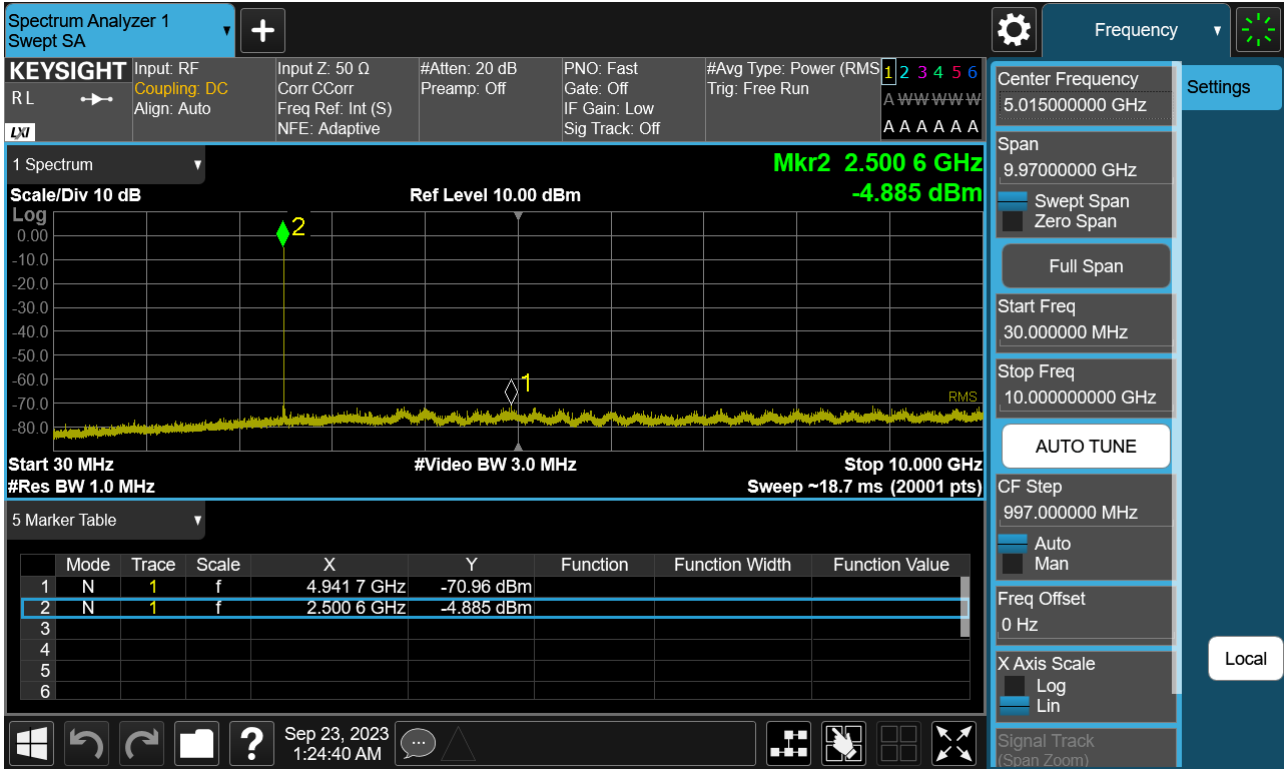 Spectrum Analyzer 1
Swept SA
Frequency
KEYSIGHT
R L
LXI
Input: RF
Coupling: DC
Align: Auto
Input Z: 50 Ω
Corr CCorr
Freq Ref: Int (S)
NFE: Adaptive
#Atten: 20 dB
Preamp: Off
PNO: Fast
Gate: Off
IF Gain: Low
Sig Track: Off
#Avg Type: Power (RMS
Trig: Free Run
1 2 3 4 5 6
A W W W W W
A A A A A A
1 Spectrum
Mkr2 2.500 6 GHz
-4.885 dBm
Scale/Div 10 dB
Ref Level 10.00 dBm
Log
0.00
-10.0
-20.0
-30.0
-40.0
-50.0
-60.0
-70.0
-80.0
2
1
RMS
Start 30 MHz
#Video BW 3.0 MHz
Stop 10.000 GHz
#Res BW 1.0 MHz
Sweep ~18.7 ms (20001 pts)
5 Marker Table
Mode Trace Scale X Y Function Function Width Function Value
1 N 1 f 4.941 7 GHz -70.96 dBm
2 N 1 f 2.500 6 GHz -4.885 dBm
3
4
5
6
Sep 23, 2023
1:24:40 AM
?
Center Frequency
5.015000000 GHz
Settings
Span
9.97000000 GHz
Swept Span
Zero Span
Full Span
Start Freq
30.000000 MHz
Stop Freq
10.000000000 GHz
AUTO TUNE
CF Step
997.000000 MHz
Auto
Man
Freq Offset
0 Hz
X Axis Scale
Log
Lin
Local
Signal Track
(Span Zoom)